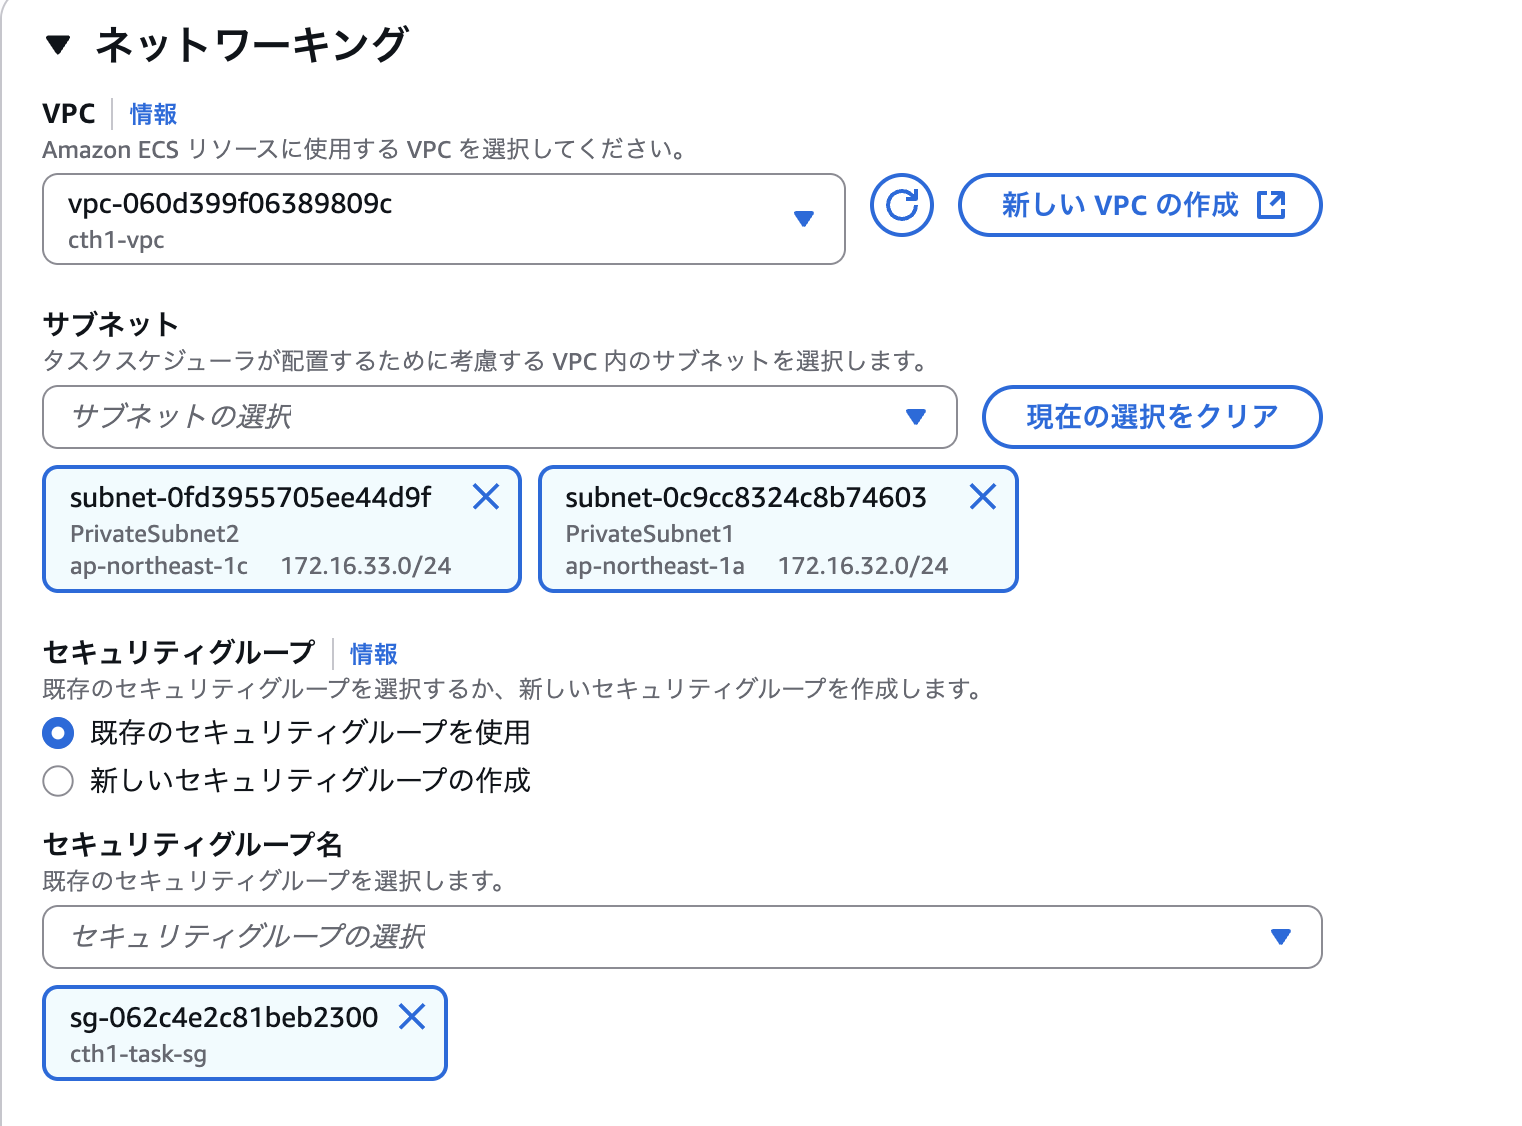 ▼ ネットワーキング
VPC 情報
Amazon ECS リソースに使用する VPC を選択してください。
vpc-060d399f06389809c
cth1-vpc
新しい VPC の作成
サブネット
タスクスケジューラが配置するために考慮する VPC 内のサブネットを選択します。
サブネットの選択
現在の選択をクリア
subnet-0fd3955705ee44d9f
PrivateSubnet2
ap-northeast-1c 172.16.33.0/24
subnet-0c9cc8324c8b74603
PrivateSubnet1
ap-northeast-1a 172.16.32.0/24
セキュリティグループ 情報
既存のセキュリティグループを選択するか、新しいセキュリティグループを作成します。
既存のセキュリティグループを使用
新しいセキュリティグループの作成
セキュリティグループ名
既存のセキュリティグループを選択します。
セキュリティグループの選択
sg-062c4e2c81beb2300
cth1-task-sg